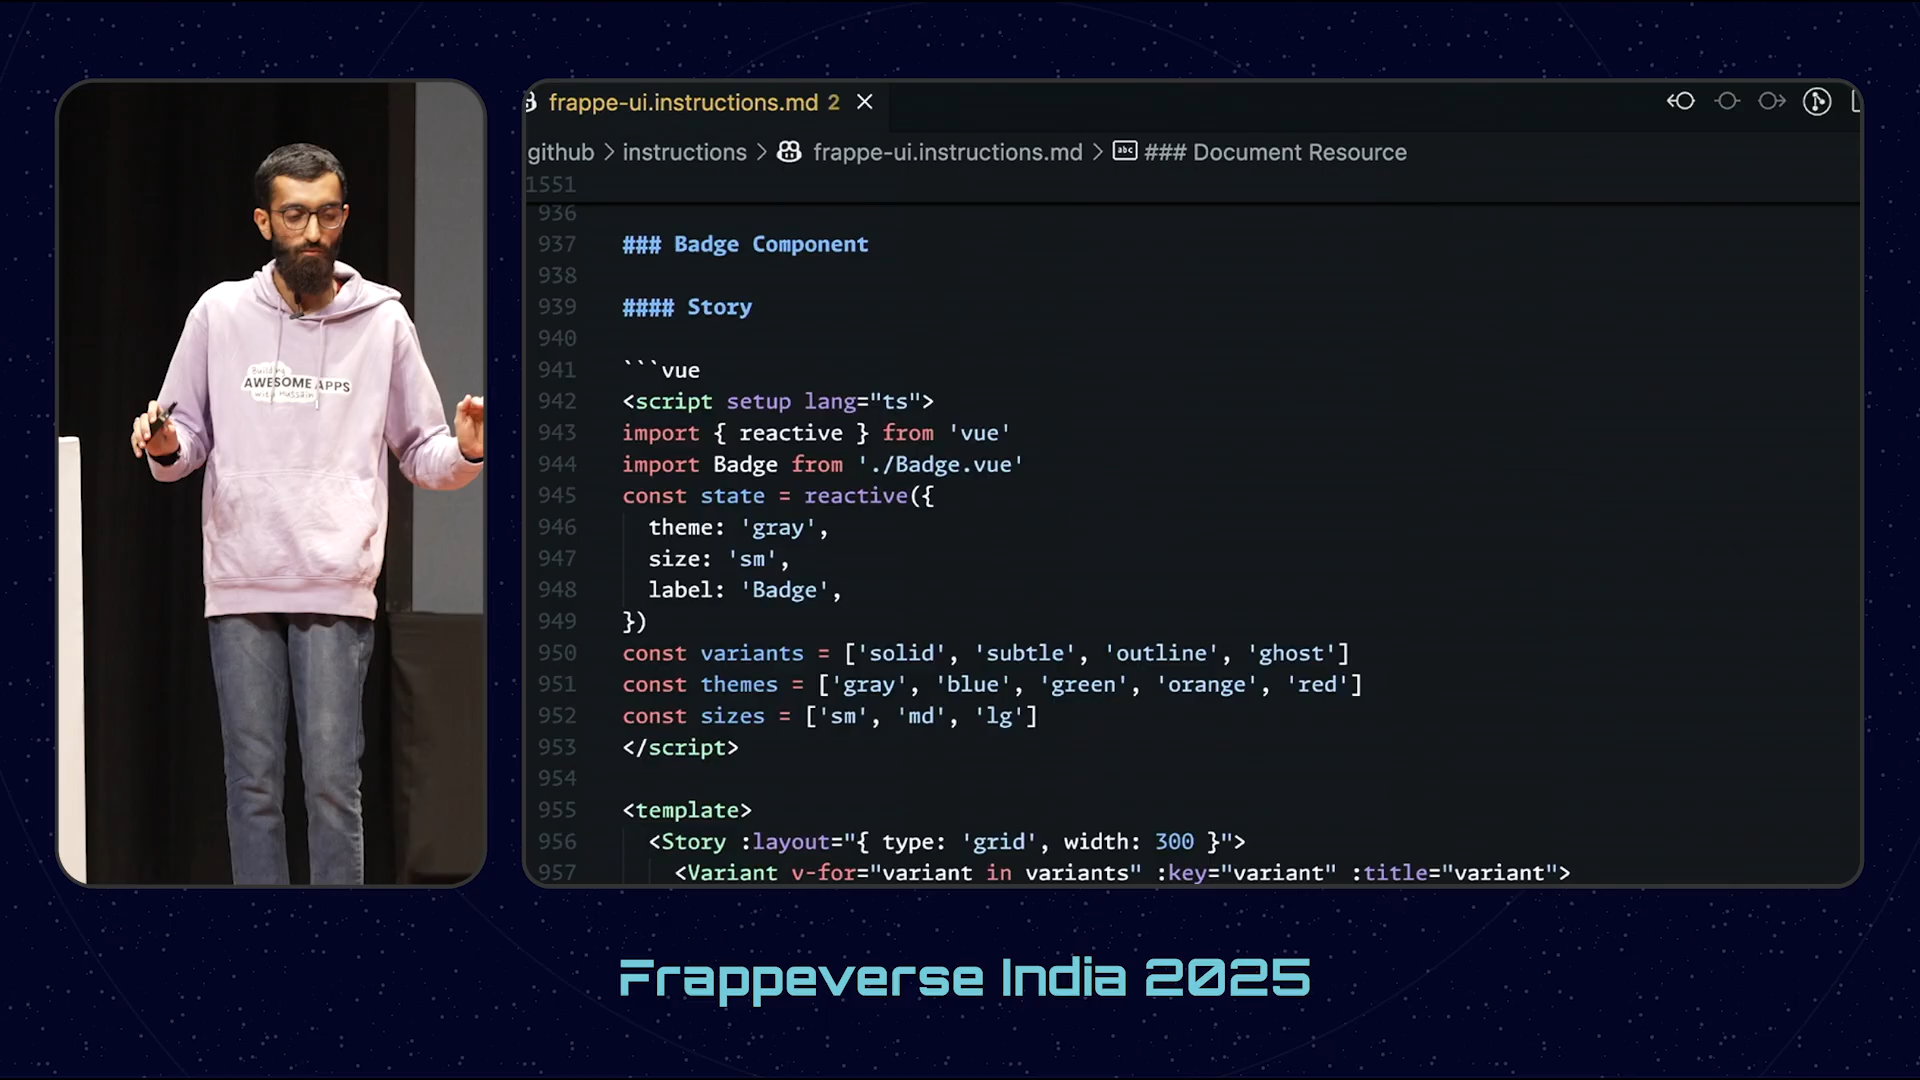 Building
AWESOME APPS
with Hussain
frappe-ui.instructions.md 2
github > instructions > frappe-ui.instructions.md > abc ### Document Resource
1551
936
937 ### Badge Component
938
939 #### Story
940
941 ```vue
942 <script setup lang="ts">
943 import { reactive } from 'vue'
944 import Badge from './Badge.vue'
945 const state = reactive({
946 theme: 'gray',
947 size: 'sm',
948 label: 'Badge',
949 })
950 const variants = ['solid', 'subtle', 'outline', 'ghost']
951 const themes = ['gray', 'blue', 'green', 'orange', 'red']
952 const sizes = ['sm', 'md', 'lg']
953 </script>
954
955 <template>
956 <Story :layout="{ type: 'grid', width: 300 }">
957 <Variant v-for="variant in variants" :key="variant" :title="variant">
Frappeverse India 2025